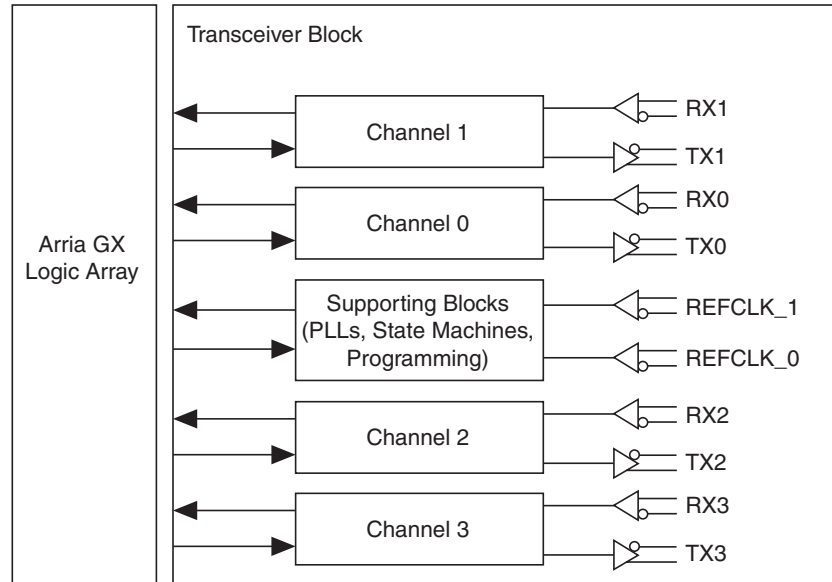 Transceiver Block
Arria GX
Logic Array
Channel 1
RX1
TX1
Channel 0
RX0
TX0
Supporting Blocks
(PLLs, State Machines,
Programming)
REFCLK_1
REFCLK_0
Channel 2
RX2
TX2
Channel 3
RX3
TX3